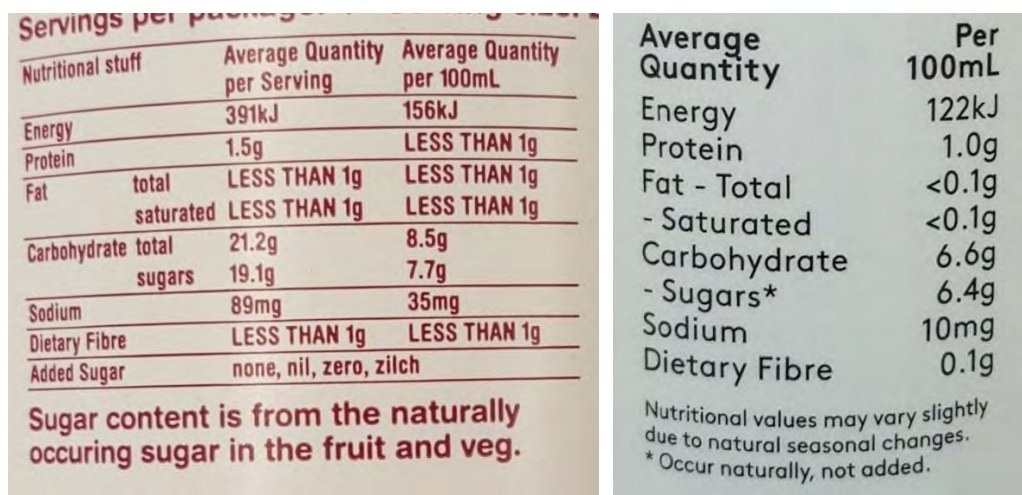 Servings per
Nutritional stuff Average Quantity per Serving Average Quantity per 100mL
Energy 391kJ 156kJ
Protein 1.5g LESS THAN 1g
Fat total LESS THAN 1g LESS THAN 1g
saturated LESS THAN 1g LESS THAN 1g
Carbohydrate total 21.2g 8.5g
sugars 19.1g 7.7g
Sodium 89mg 35mg
Dietary Fibre LESS THAN 1g LESS THAN 1g
Added Sugar none, nil, zero, zilch
Sugar content is from the naturally
occuring sugar in the fruit and veg.
Average Per
Quantity 100mL
Energy 122kJ
Protein 1.0g
Fat - Total <0.1g
- Saturated <0.1g
Carbohydrate 6.6g
- Sugars* 6.4g
Sodium 10mg
Dietary Fibre 0.1g
Nutritional values may vary slightly
due to natural seasonal changes.
* Occur naturally, not added.